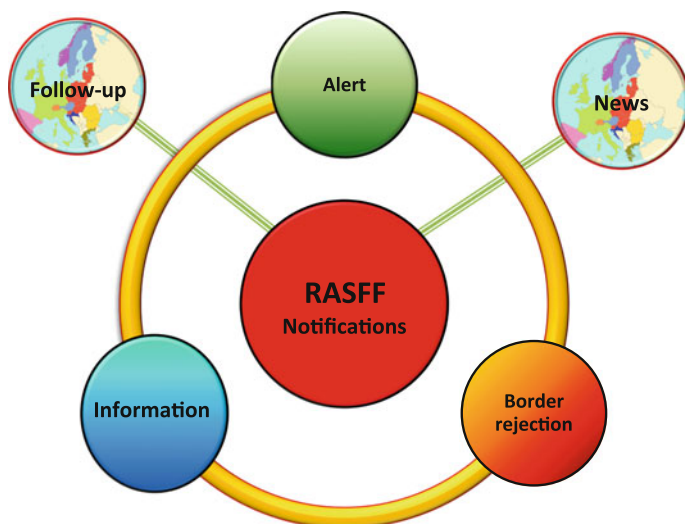 Follow-up
Alert
News
RASFF
Notifications
Information
Border
rejection